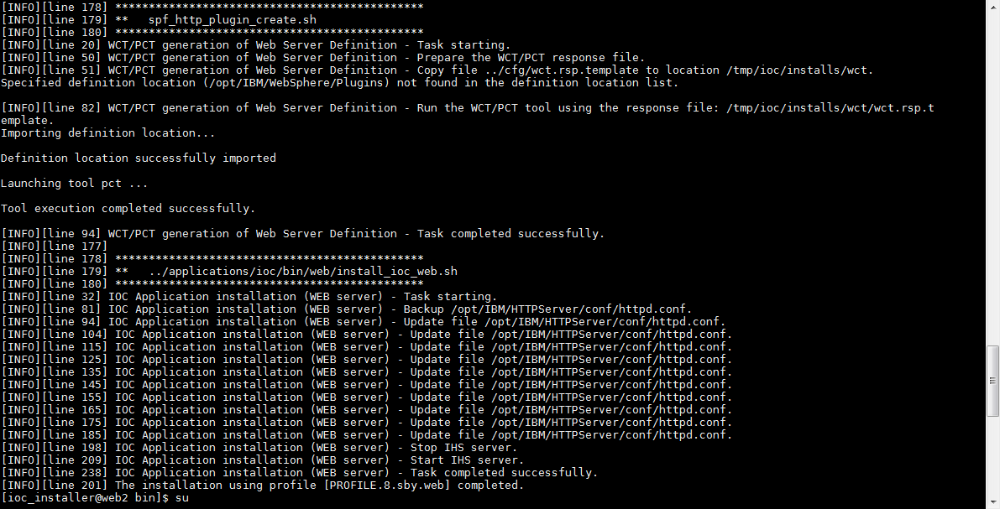 [INFO][line 178] **********************************************
[INFO][line 179] **   spf_http_plugin_create.sh
[INFO][line 180] **********************************************
[INFO][line 20] WCT/PCT generation of Web Server Definition - Task starting.
[INFO][line 50] WCT/PCT generation of Web Server Definition - Prepare the WCT/PCT response file.
[INFO][line 51] WCT/PCT generation of Web Server Definition - Copy file ../cfg/wct.rsp.template to location /tmp/ioc/installs/wct.
Specified definition location (/opt/IBM/WebSphere/Plugins) not found in the definition location list.
[INFO][line 82] WCT/PCT generation of Web Server Definition - Run the WCT/PCT tool using the response file: /tmp/ioc/installs/wct/wct.rsp.t
emplate.
Importing definition location...
Definition location successfully imported
Launching tool pct ...
Tool execution completed successfully.
[INFO][line 94] WCT/PCT generation of Web Server Definition - Task completed successfully.
[INFO][line 177]
[INFO][line 178] **********************************************
[INFO][line 179] **   ../applications/ioc/bin/web/install_ioc_web.sh
[INFO][line 180] **********************************************
[INFO][line 32] IOC Application installation (WEB server) - Task starting.
[INFO][line 81] IOC Application installation (WEB server) - Backup /opt/IBM/HTTPServer/conf/httpd.conf.
[INFO][line 94] IOC Application installation (WEB server) - Update file /opt/IBM/HTTPServer/conf/httpd.conf.
[INFO][line 104] IOC Application installation (WEB server) - Update file /opt/IBM/HTTPServer/conf/httpd.conf.
[INFO][line 115] IOC Application installation (WEB server) - Update file /opt/IBM/HTTPServer/conf/httpd.conf.
[INFO][line 125] IOC Application installation (WEB server) - Update file /opt/IBM/HTTPServer/conf/httpd.conf.
[INFO][line 135] IOC Application installation (WEB server) - Update file /opt/IBM/HTTPServer/conf/httpd.conf.
[INFO][line 145] IOC Application installation (WEB server) - Update file /opt/IBM/HTTPServer/conf/httpd.conf.
[INFO][line 155] IOC Application installation (WEB server) - Update file /opt/IBM/HTTPServer/conf/httpd.conf.
[INFO][line 165] IOC Application installation (WEB server) - Update file /opt/IBM/HTTPServer/conf/httpd.conf.
[INFO][line 175] IOC Application installation (WEB server) - Update file /opt/IBM/HTTPServer/conf/httpd.conf.
[INFO][line 185] IOC Application installation (WEB server) - Update file /opt/IBM/HTTPServer/conf/httpd.conf.
[INFO][line 198] IOC Application installation (WEB server) - Stop IHS server.
[INFO][line 209] IOC Application installation (WEB server) - Start IHS server.
[INFO][line 238] IOC Application installation (WEB server) - Task completed successfully.
[INFO][line 201] The installation using profile [PROFILE.8.sby.web] completed.
[ioc_installer@web2 bin]$ su